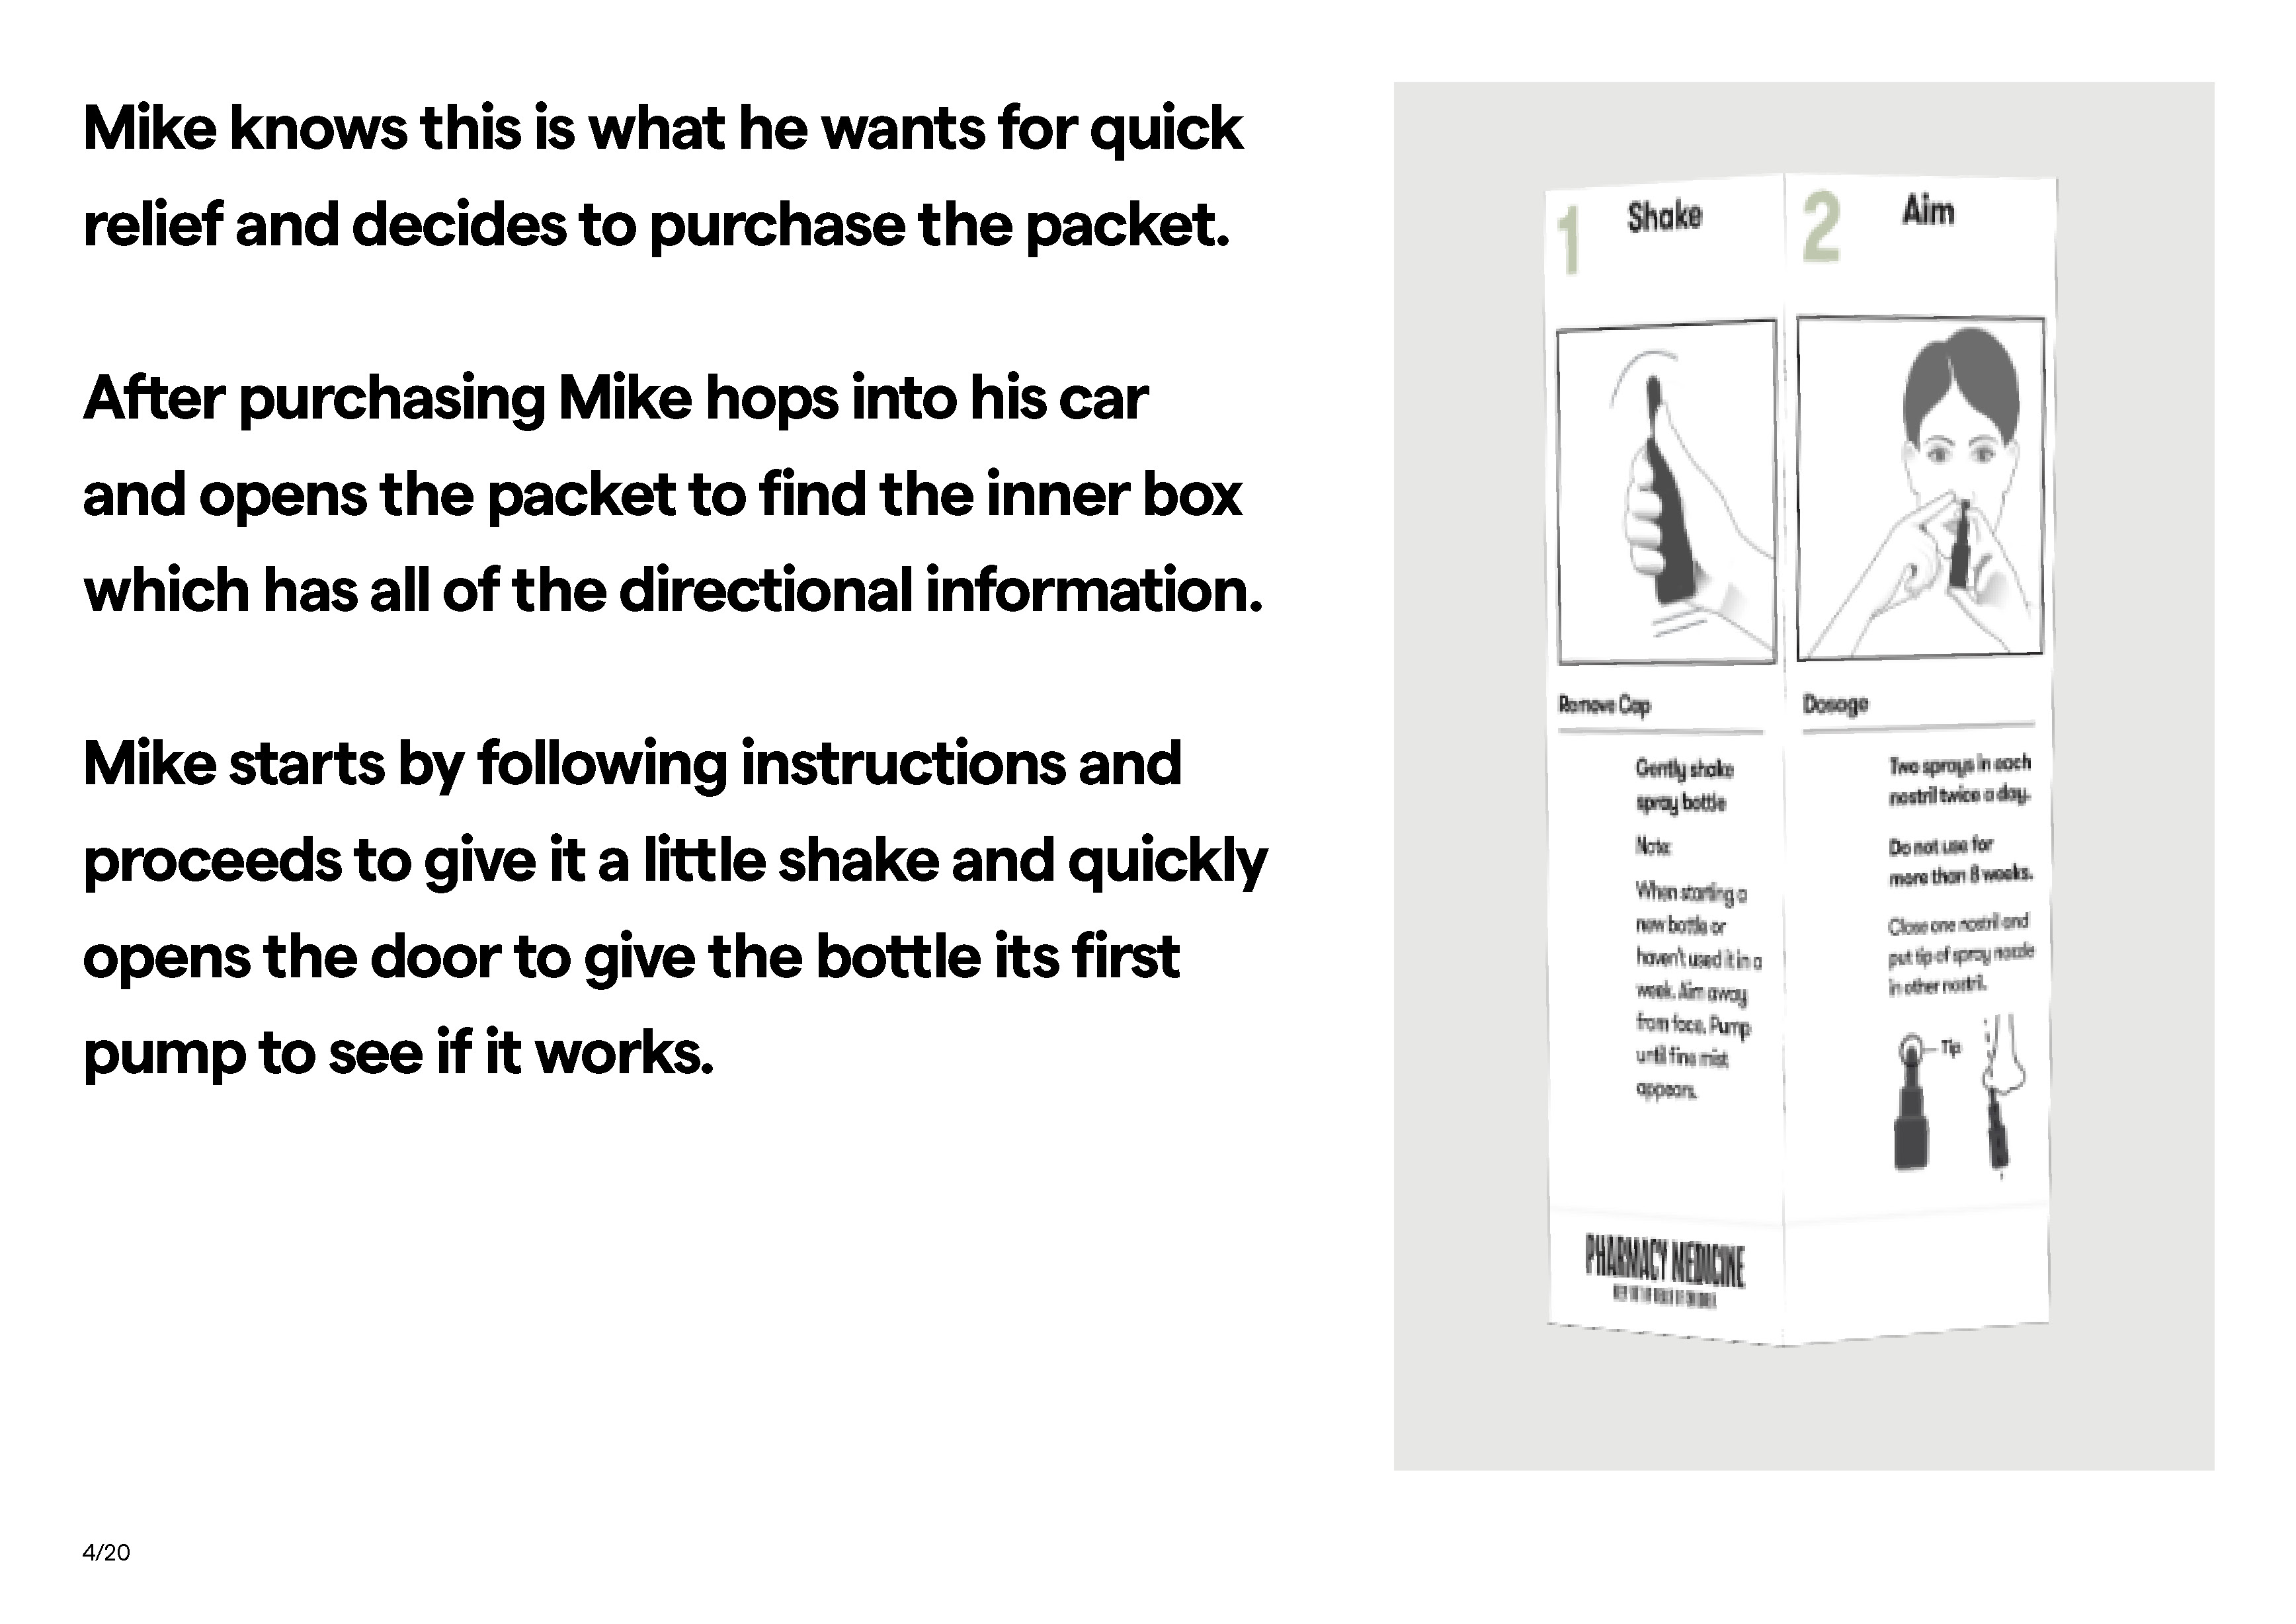 Mike knows this is what he wants for quick
relief and decides to purchase the packet.
After purchasing Mike hops into his car
and opens the packet to find the inner box
which has all of the directional information.
Mike starts by following instructions and
proceeds to give it a little shake and quickly
opens the door to give the bottle its first
pump to see if it works.
1 Shake
Remove Cap
Gently shake
spray bottle
Note:
When starting a
new bottle or
haven't used it in a
week. Aim away
from face. Pump
until fine mist
appears.
PHARMACY MEDICINE
KEEP OUT OF REACH OF CHILDREN
2 Aim
Dosage
Two sprays in each
nostril twice a day.
Do not use for
more than 8 weeks.
Close one nostril and
put tip of spray nozzle
in other nostril.
Tip
4/20